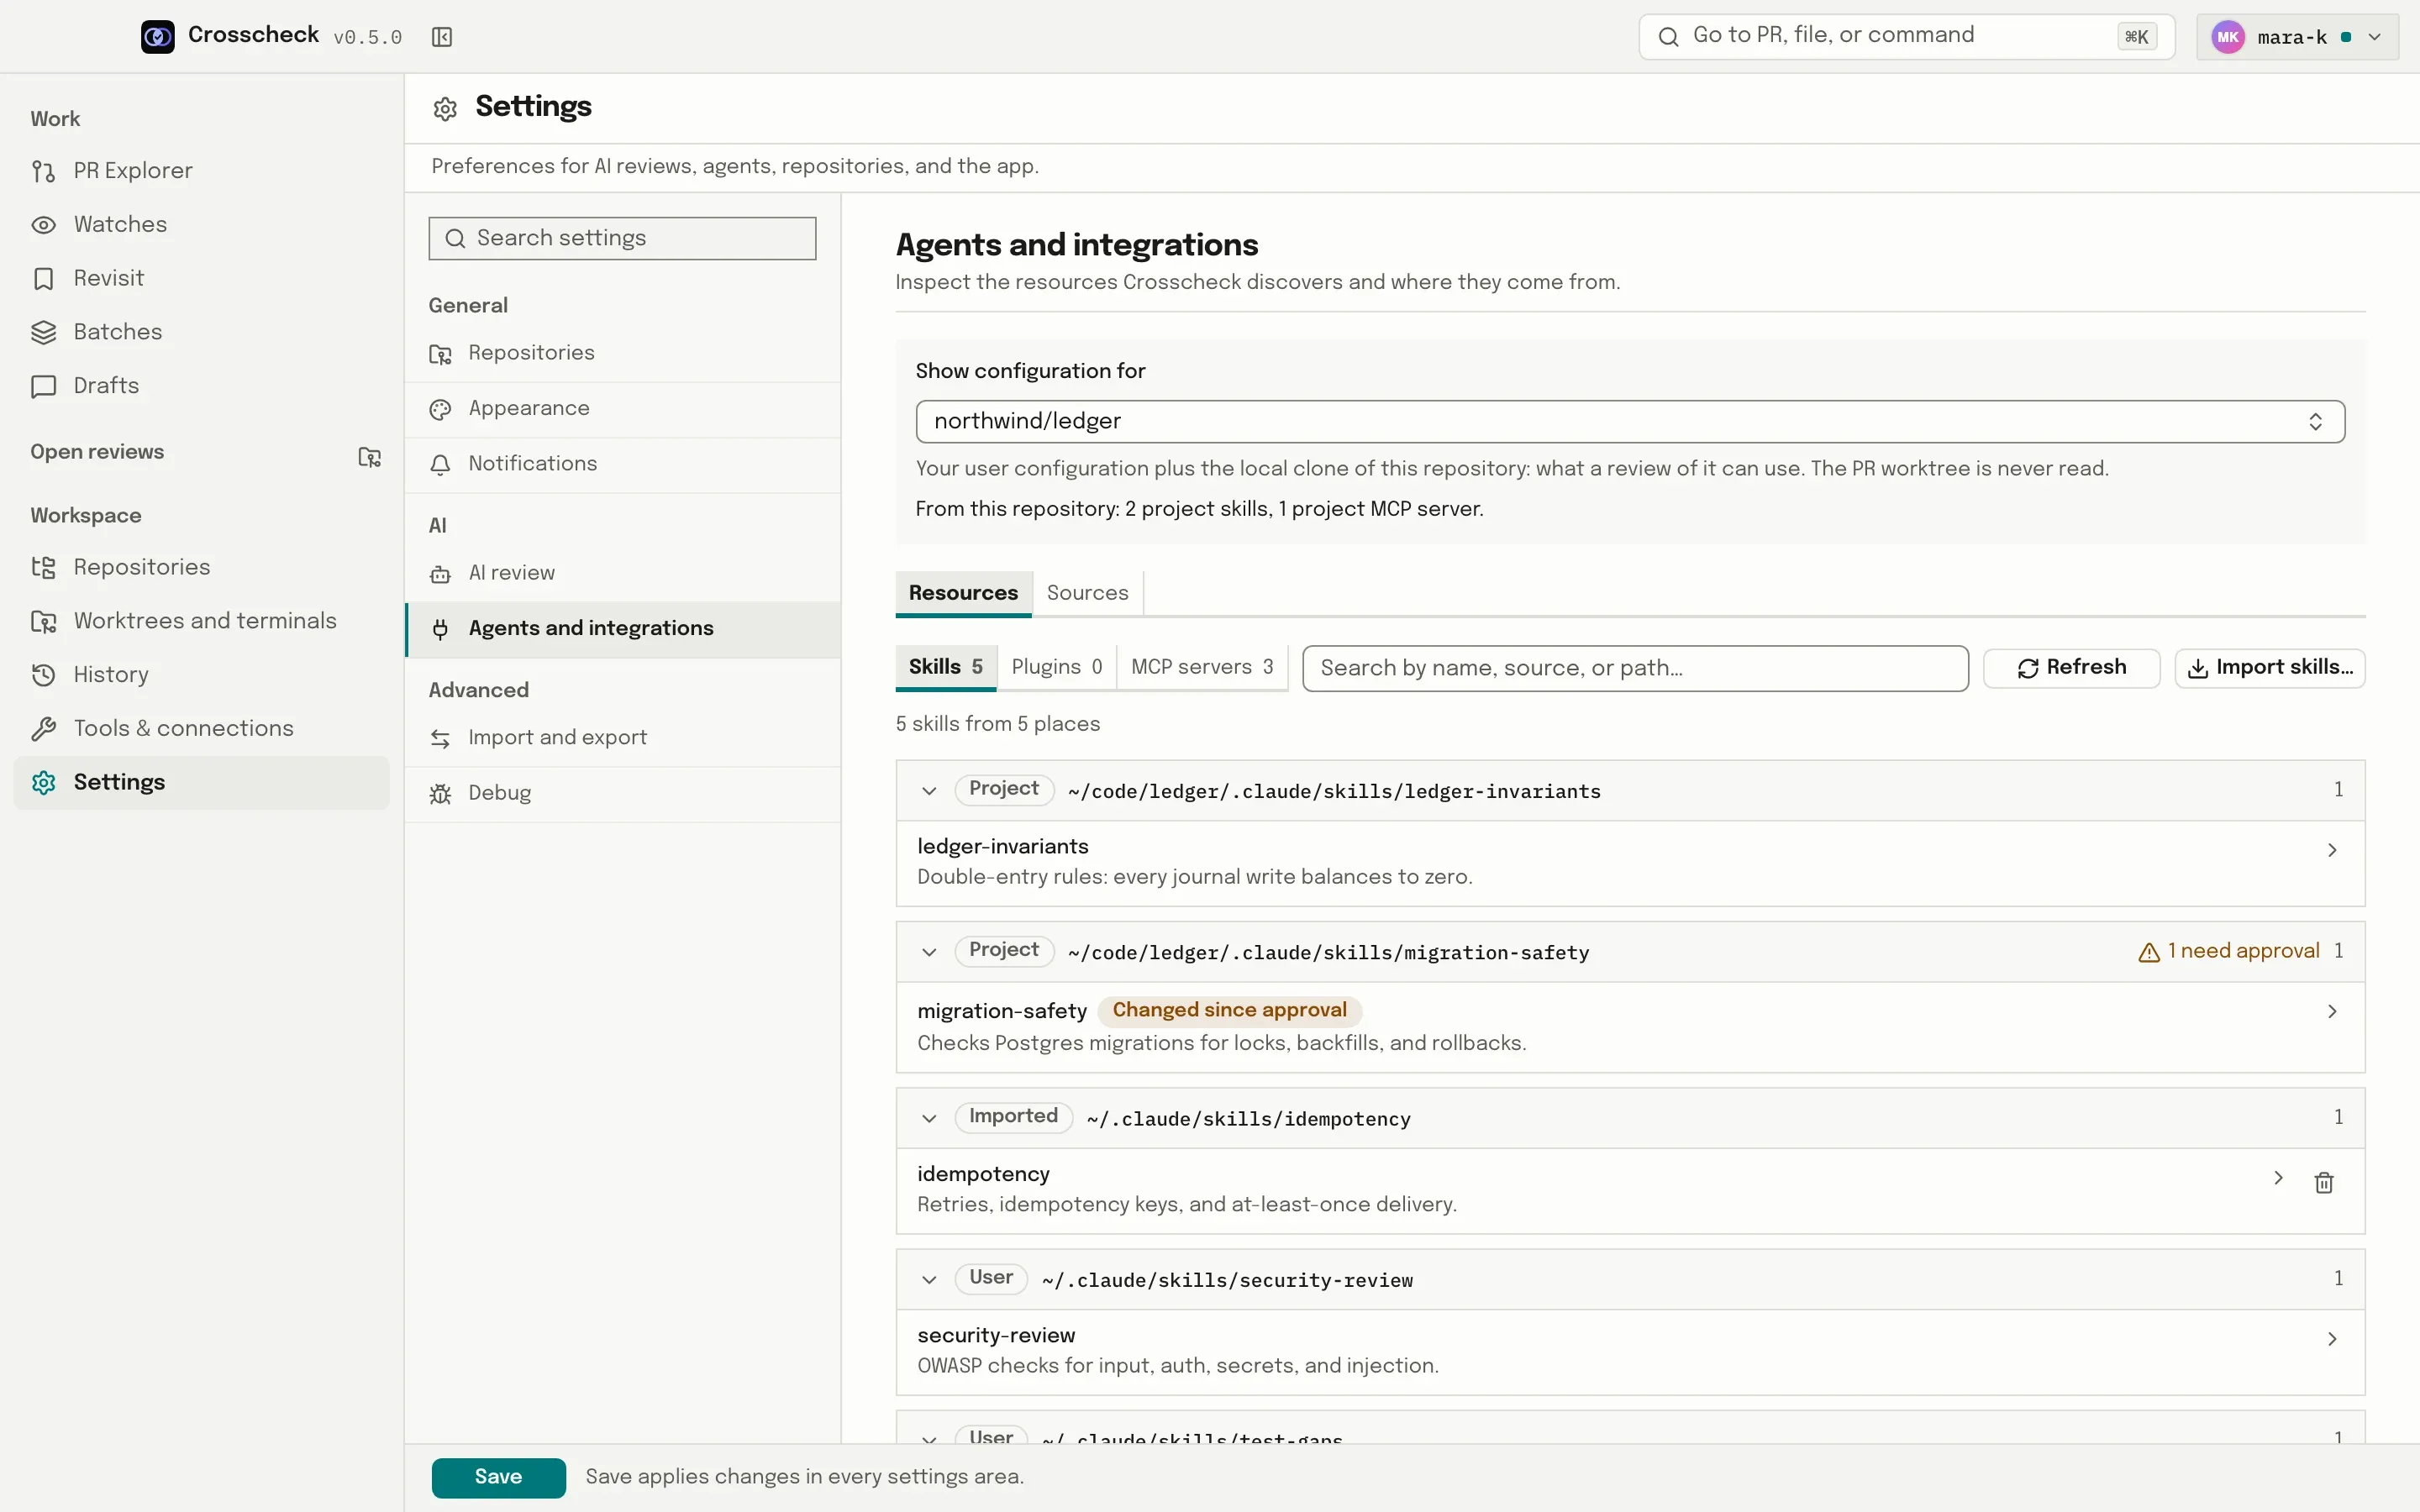 Crosscheck v0.5.0
Go to PR, file, or command ⌘K
MK mara-k
Work
PR Explorer
Watches
Revisit
Batches
Drafts
Open reviews
Workspace
Repositories
Worktrees and terminals
History
Tools & connections
Settings
Settings
Preferences for AI reviews, agents, repositories, and the app.
Search settings
General
Repositories
Appearance
Notifications
AI
AI review
Agents and integrations
Advanced
Import and export
Debug
Agents and integrations
Inspect the resources Crosscheck discovers and where they come from.
Show configuration for
northwind/ledger
Your user configuration plus the local clone of this repository: what a review of it can use. The PR worktree is never read.
From this repository: 2 project skills, 1 project MCP server.
Resources Sources
Skills 5 Plugins 0 MCP servers 3 Search by name, source, or path… Refresh Import skills…
5 skills from 5 places
Project ~/code/ledger/.claude/skills/ledger-invariants 1
ledger-invariants
Double-entry rules: every journal write balances to zero.
Project ~/code/ledger/.claude/skills/migration-safety 1 need approval 1
migration-safety Changed since approval
Checks Postgres migrations for locks, backfills, and rollbacks.
Imported ~/.claude/skills/idempotency 1
idempotency
Retries, idempotency keys, and at-least-once delivery.
User ~/.claude/skills/security-review 1
security-review
OWASP checks for input, auth, secrets, and injection.
User ~/.claude/skills/test-gaps 1
Save Save applies changes in every settings area.